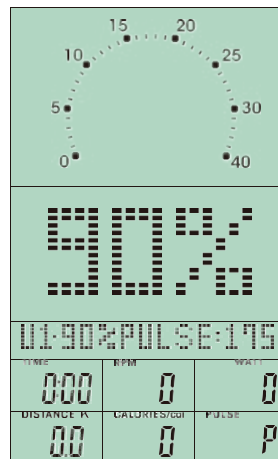 15 20
10 25
5 30
0 40
90%
U1·90%PULSE:175
TIME RPM WATT
0:00 0 0
DISTANCE K CALORIES/cal PULSE
0.0 0 P